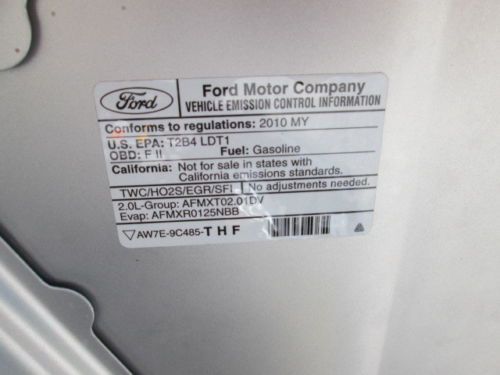 Ford
Ford Motor Company
VEHICLE EMISSION CONTROL INFORMATION
Conforms to regulations: 2010 MY
U.S. EPA: T2B4 LDT1
OBD: F II Fuel: Gasoline
California: Not for sale in states with
California emissions standards.
TWC/HO2S/EGR/SFI No adjustments needed.
2.0L-Group: AFMXT02.01DV
Evap: AFMXR0125NBB
AW7E-9C485-T H F